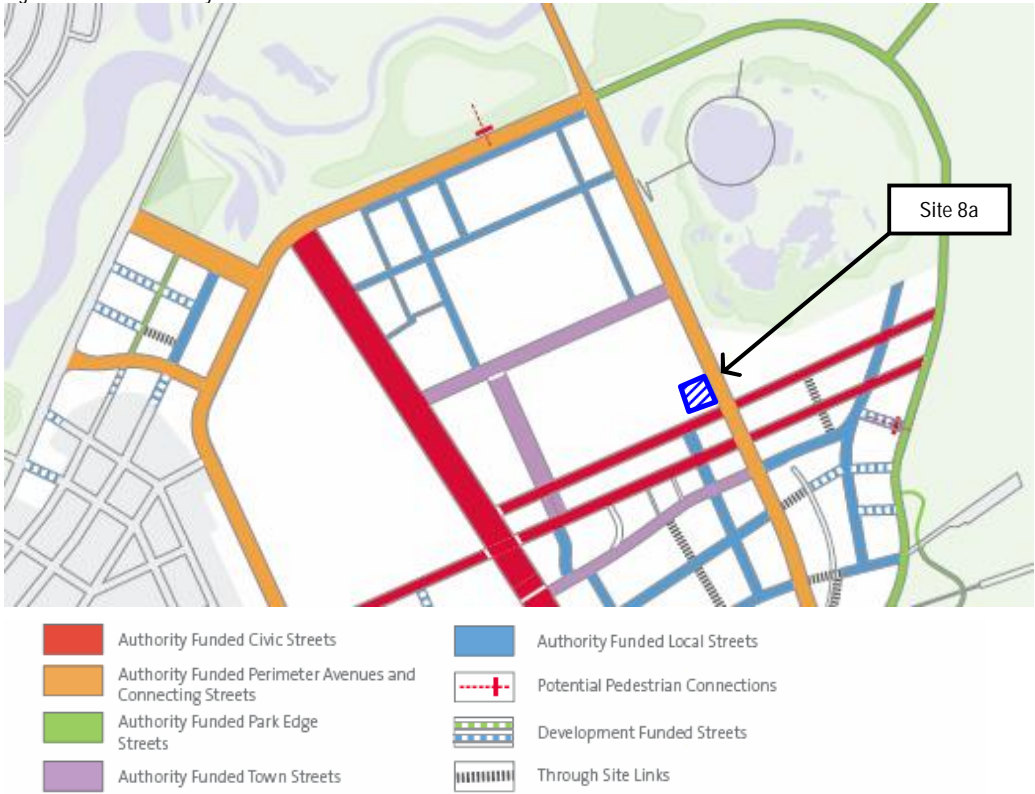 Site 8a
Authority Funded Civic Streets
Authority Funded Perimeter Avenues and
Connecting Streets
Authority Funded Park Edge
Streets
Authority Funded Town Streets
Authority Funded Local Streets
Potential Pedestrian Connections
Development Funded Streets
Through Site Links